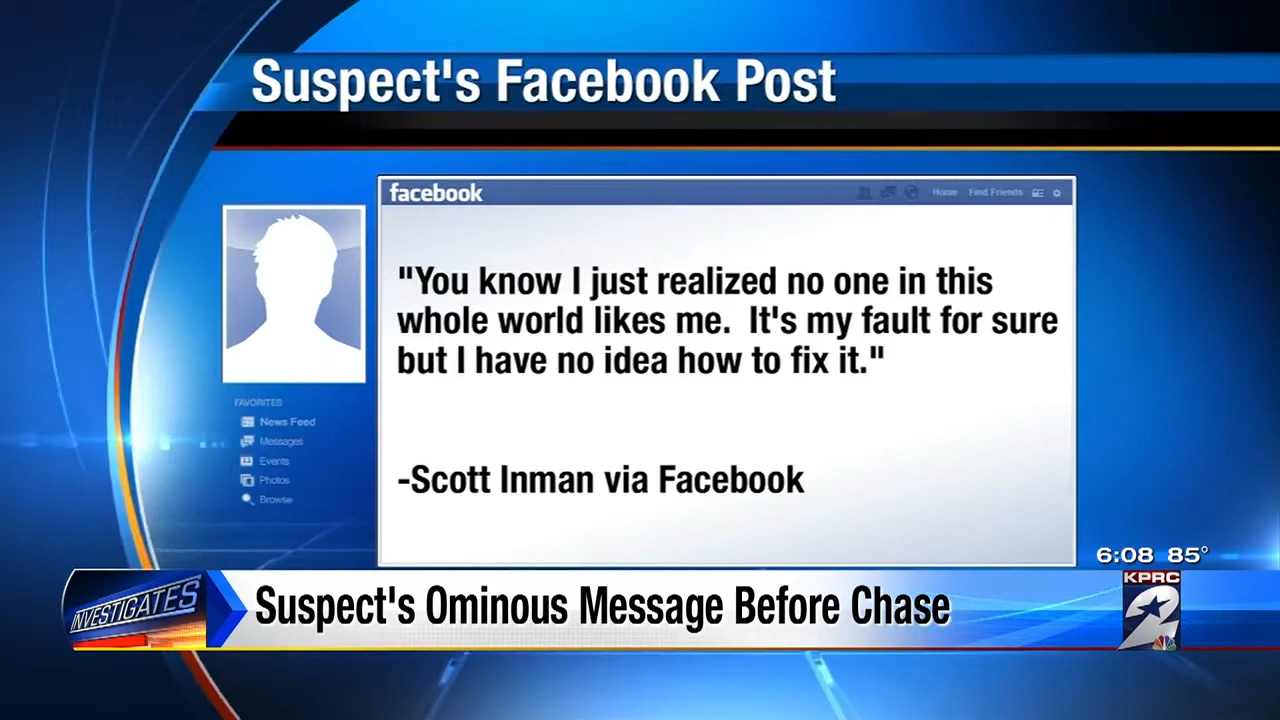 Suspect's Facebook Post
facebook
Home Find Friends
"You know I just realized no one in this
whole world likes me.  It's my fault for sure
but I have no idea how to fix it."
-Scott Inman via Facebook
FAVORITES
News Feed
Messages
Events
Photos
Browse
6:08 85°
INVESTIGATES
Suspect's Ominous Message Before Chase
KPRC
2